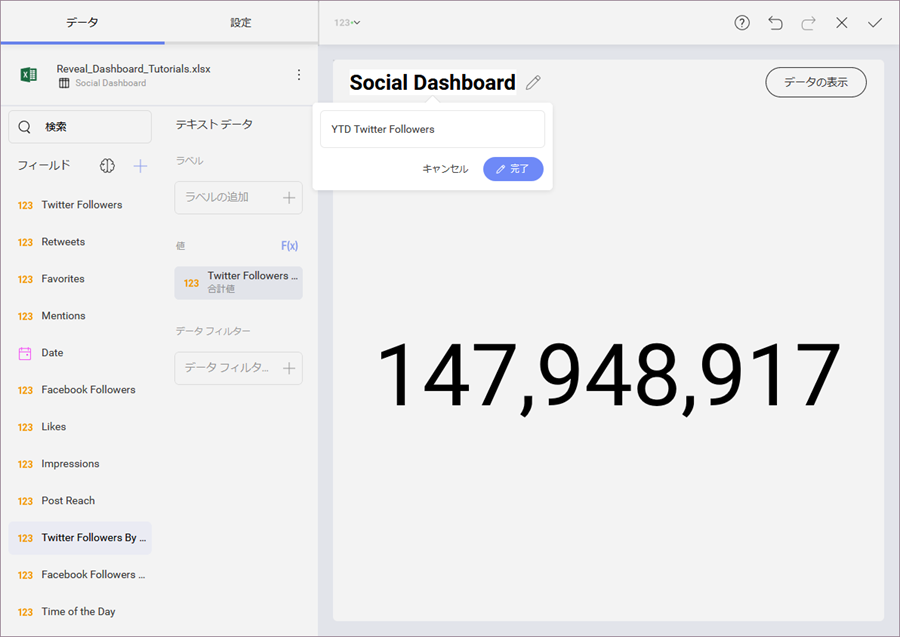 データ
設定
123
Reveal_Dashboard_Tutorials.xlsx
Social Dashboard
検索
フィールド
123 Twitter Followers
123 Retweets
123 Favorites
123 Mentions
Date
123 Facebook Followers
123 Likes
123 Impressions
123 Post Reach
123 Twitter Followers By ...
123 Facebook Followers ...
123 Time of the Day
テキスト データ
ラベル
ラベルの追加
値
F(x)
123 Twitter Followers ...
合計値
データ フィルター
データ フィルタ...
Social Dashboard
データの表示
YTD Twitter Followers
キャンセル
完了
147,948,917